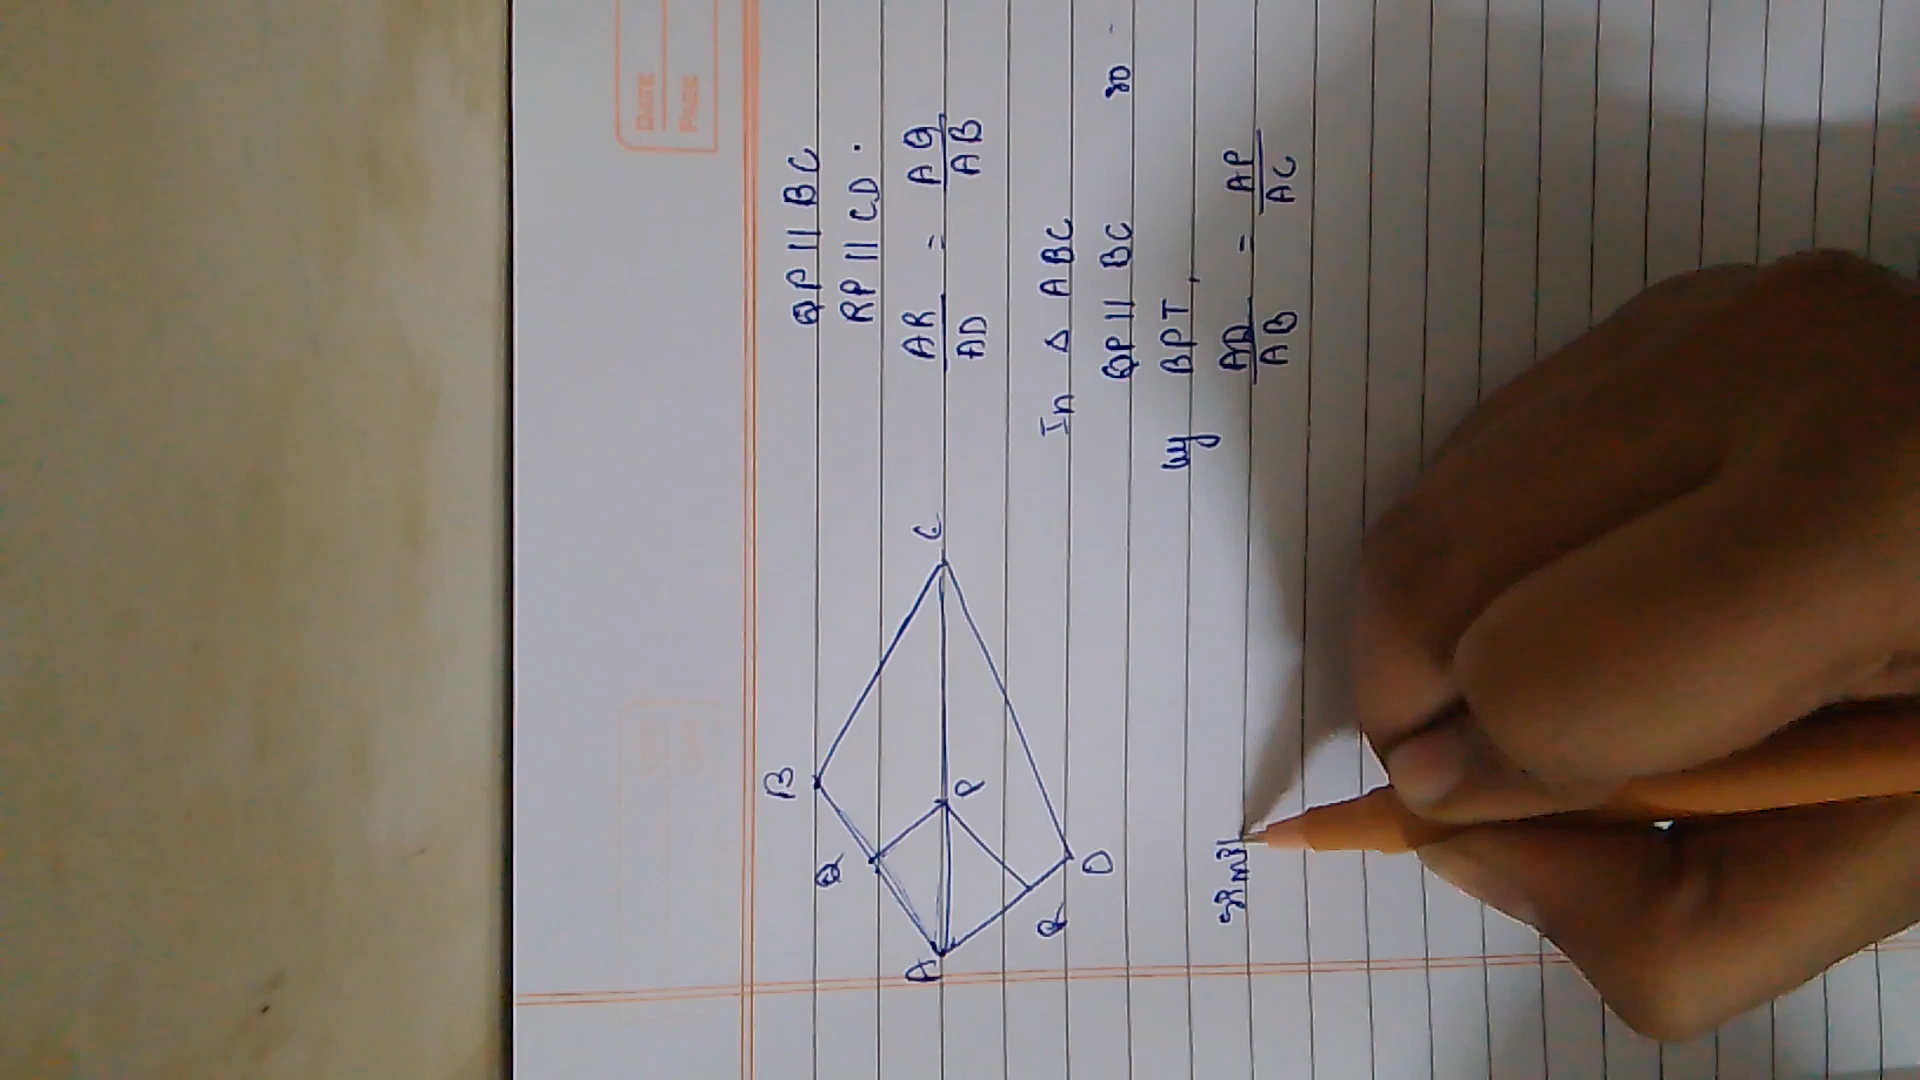 DATE
PAGE
QP || BC
RP || CD.
AR/AD = AQ/AB
B
Q
A
P
C
R
D
In Δ ABC
QP || BC
by BPT,
AQ/AB = AP/AC